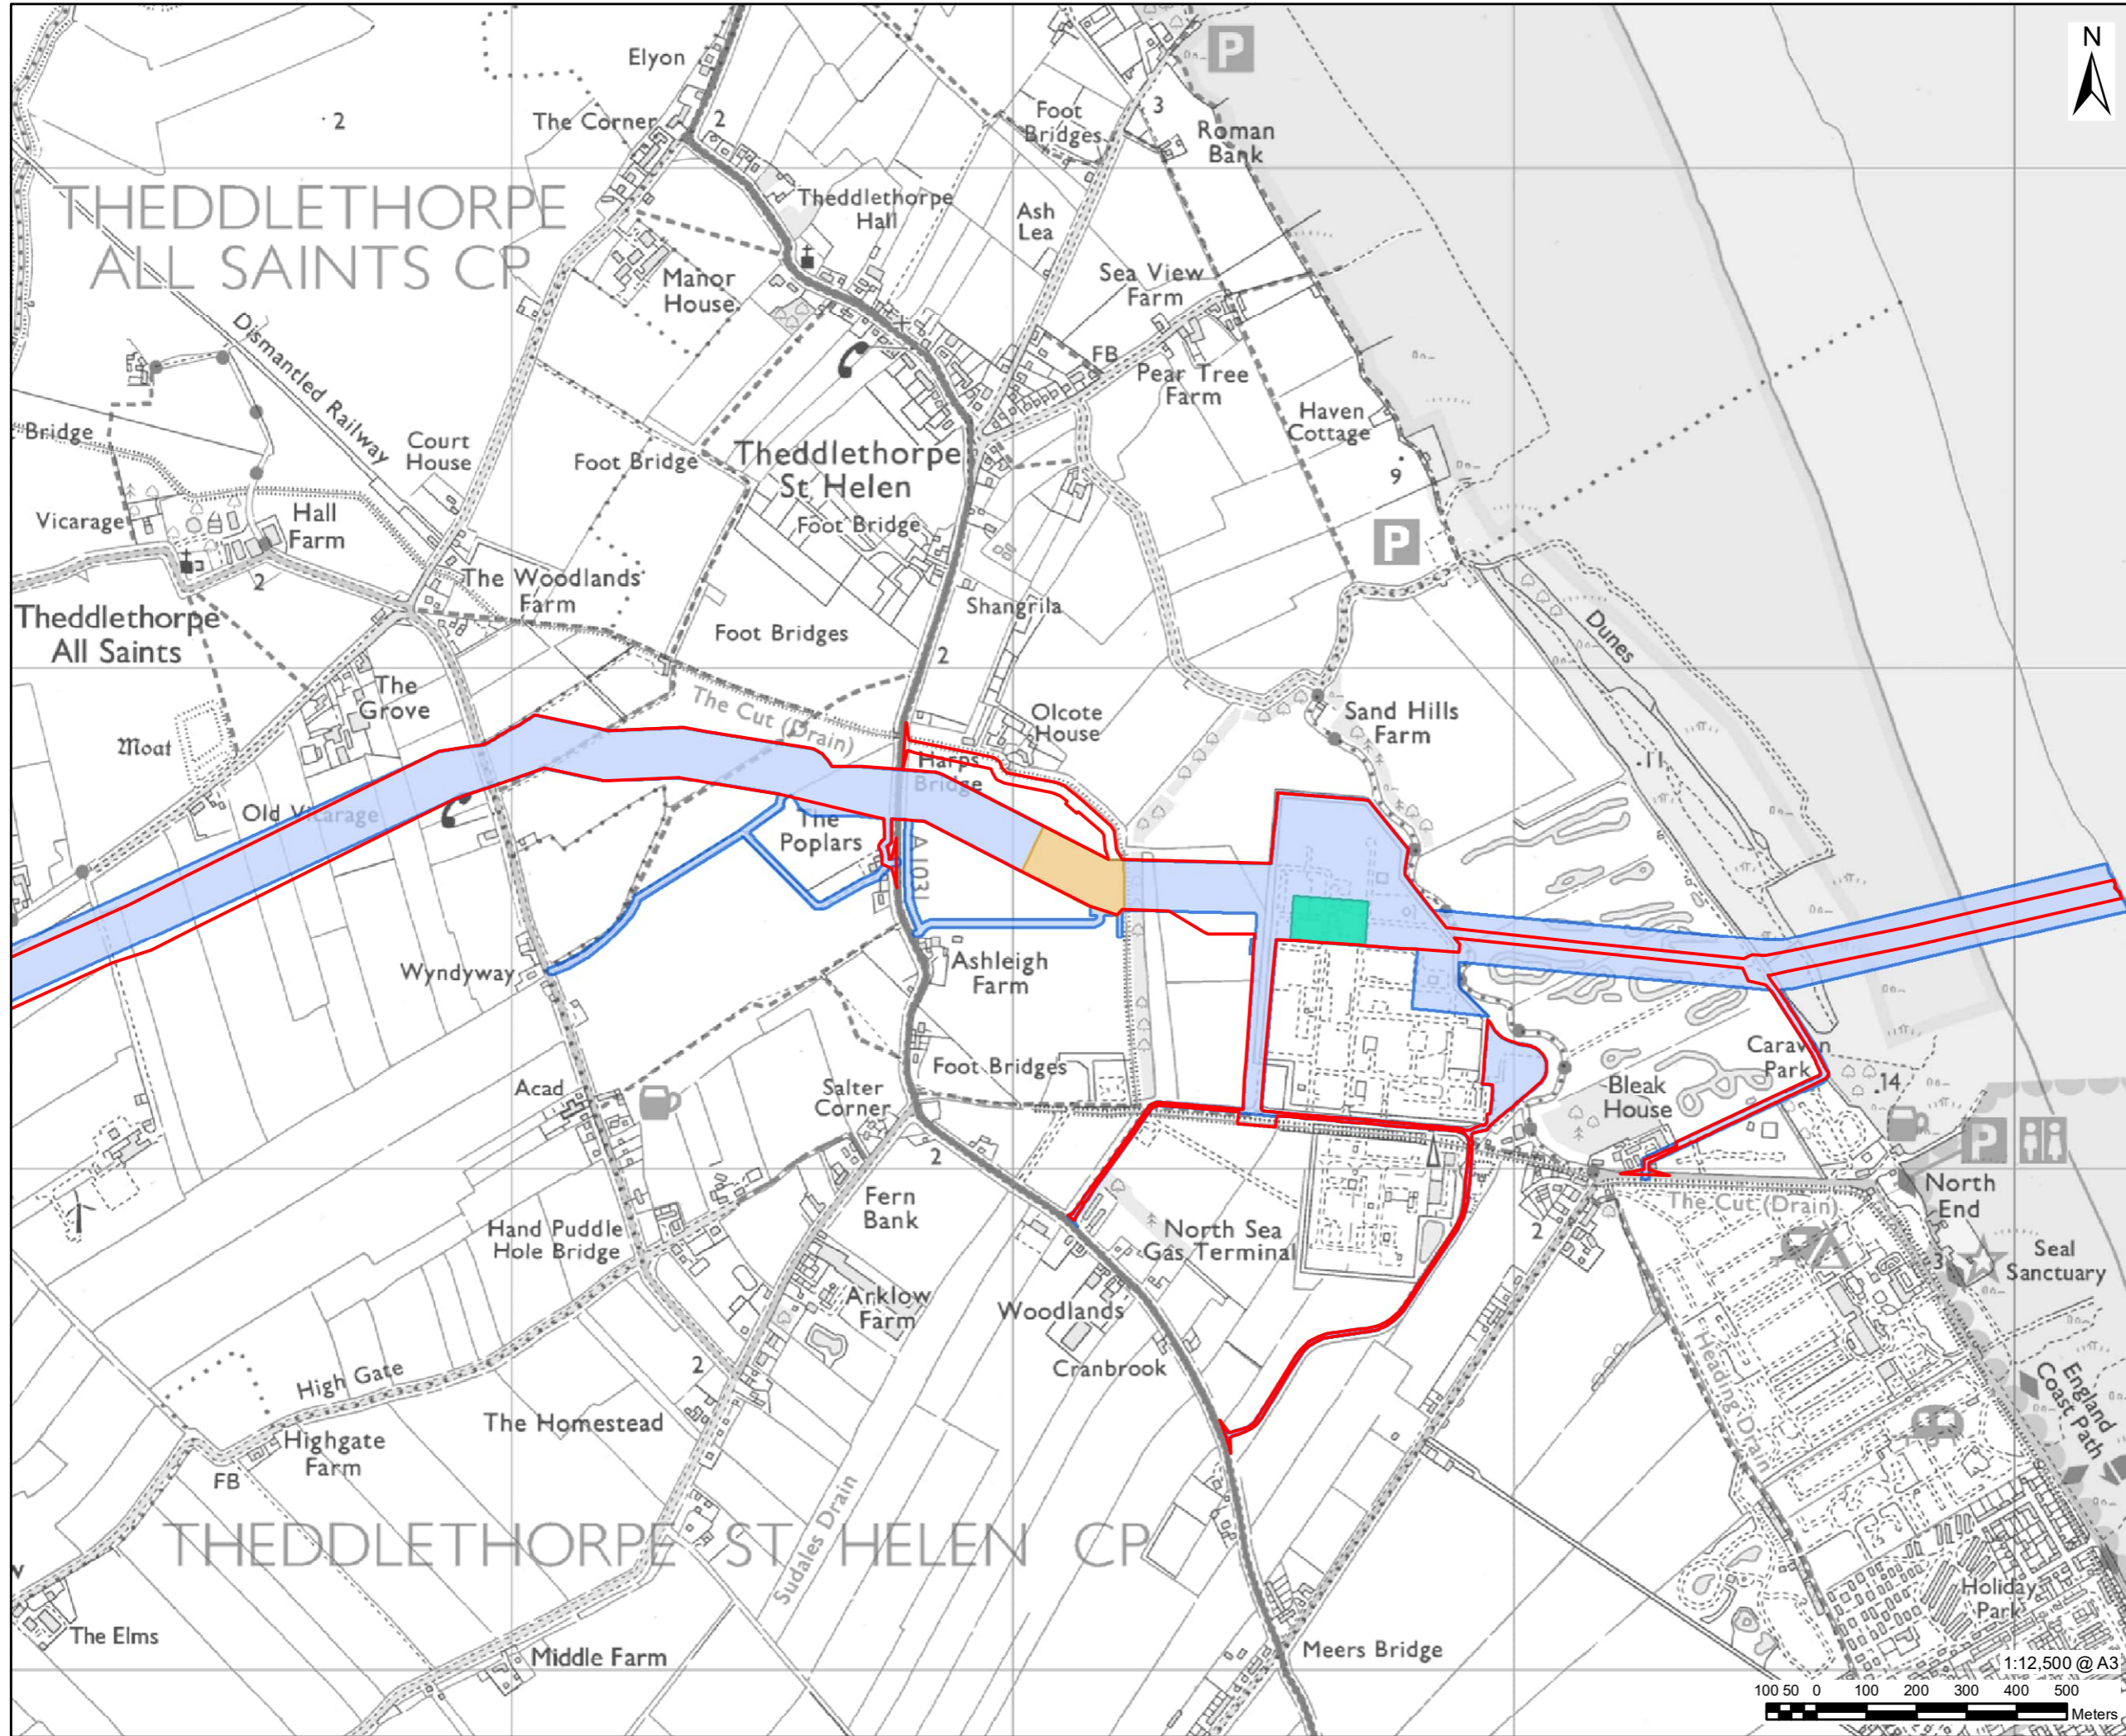 N
P
Elyon
The Corner
2
2
Foot
Bridges
3
Roman
Bank
THEDDLETHORPE
ALL SAINTS CP
Theddlethorpe
Hall
Ash
Lea
Manor
House
Sea View
Farm
Dismantled Railway
FB
Pear Tree
Farm
Bridge
Court
House
Foot Bridge
Theddlethorpe
St Helen
Haven
Cottage
9
Vicarage
Hall
Farm
Foot Bridge
P
2
The Woodlands
Farm
Shangrila
Theddlethorpe
All Saints
Foot Bridges
2
Dunes
The
Grove
The Cut (Drain)
Olcote
House
Sand Hills
Farm
Moat
Harps
Bridge
11
Old Vicarage
The
Poplars
A 1031
Wyndyway
Ashleigh
Farm
Acad
Salter
Corner
Foot Bridges
Caravan
Park
14
Bleak
House
P
2
Fern
Bank
North Sea
Gas Terminal
2
The Cut (Drain)
North
End
Hand Puddle
Hole Bridge
3
Seal
Sanctuary
Arklow
Farm
Woodlands
Cranbrook
High Gate
2
Heading Drain
England
Coast Path
The Homestead
Highgate
Farm
FB
Sudales Drain
THEDDLETHORPE ST HELEN CP
The Elms
Middle Farm
Holiday
Park
Meers Bridge
1:12,500 @ A3
100 50 0 100 200 300 400 500
Meters